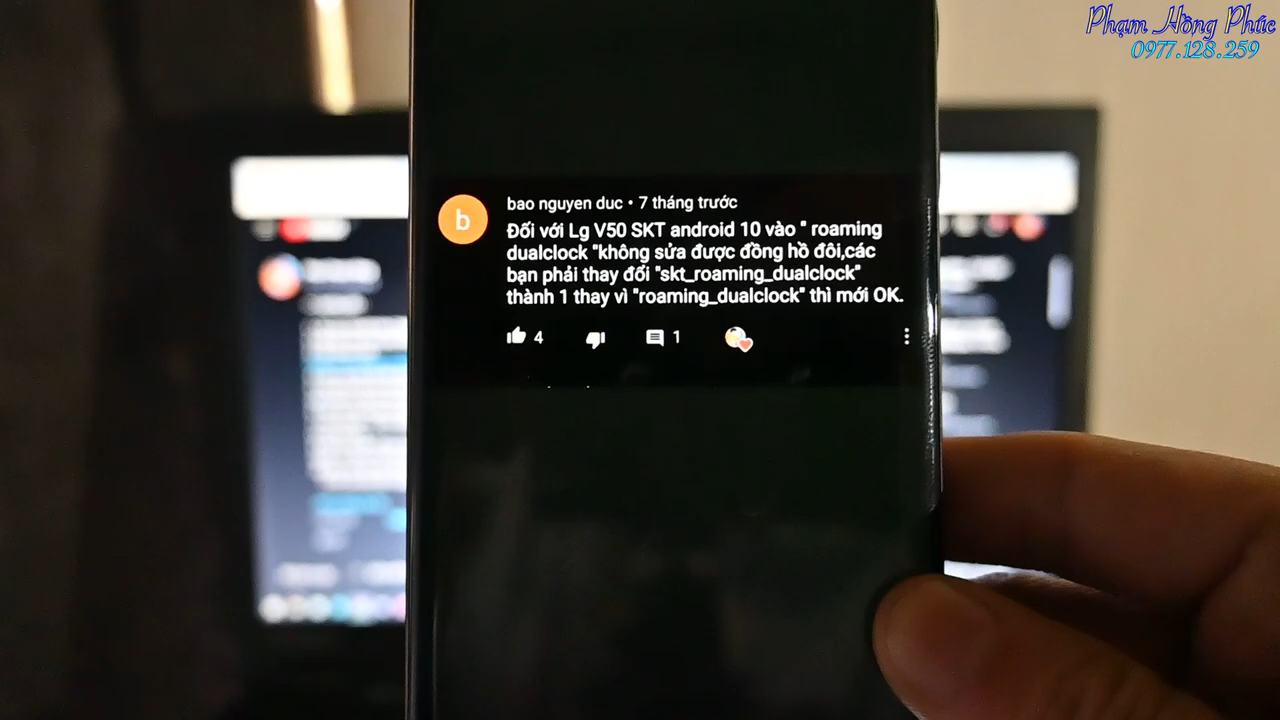 Phạm Hồng Phúc
0977.128.259
b
bao nguyen duc • 7 tháng trước
Đối với Lg V50 SKT android 10 vào " roaming
dualclock "không sửa được đồng hồ đôi,các
bạn phải thay đổi "skt_roaming_dualclock"
thành 1 thay vì "roaming_dualclock" thì mới OK.
4
1